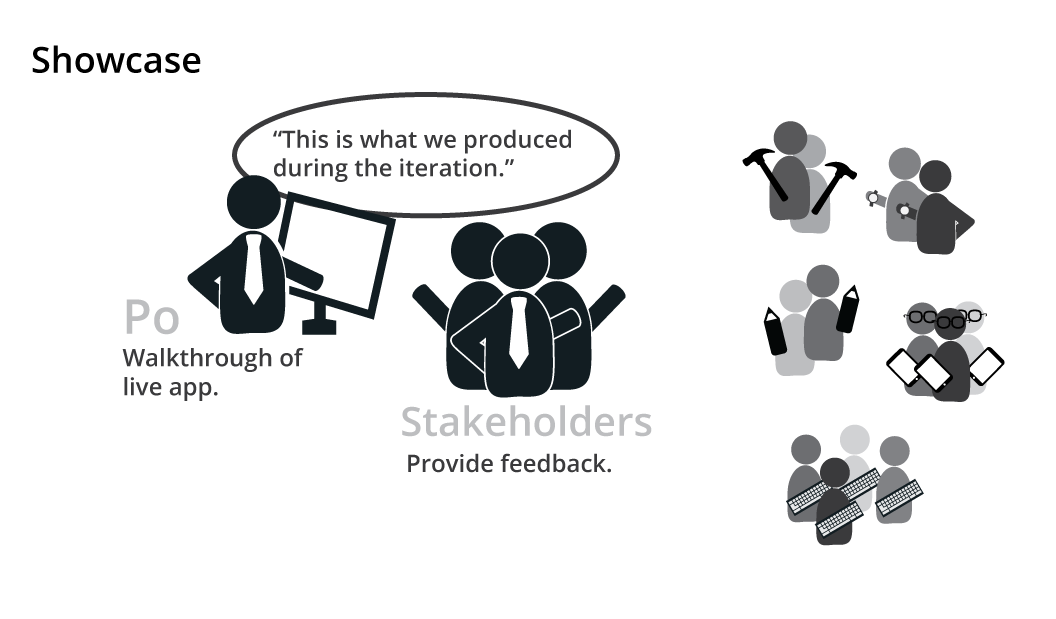 Showcase
“This is what we produced
during the iteration.”
Po
Walkthrough of
live app.
Stakeholders
Provide feedback.